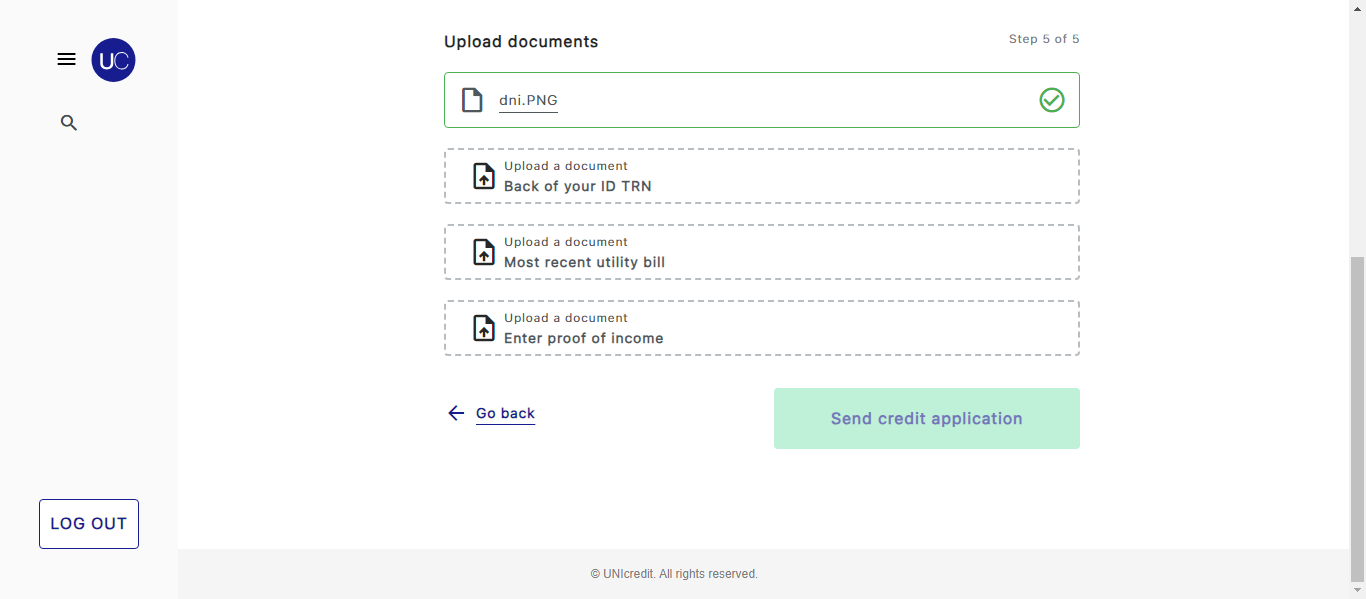 UC
Upload documents
Step 5 of 5
dni.PNG
Upload a document
Back of your ID TRN
Upload a document
Most recent utility bill
Upload a document
Enter proof of income
Go back
Send credit application
LOG OUT
© UNIcredit. All rights reserved.